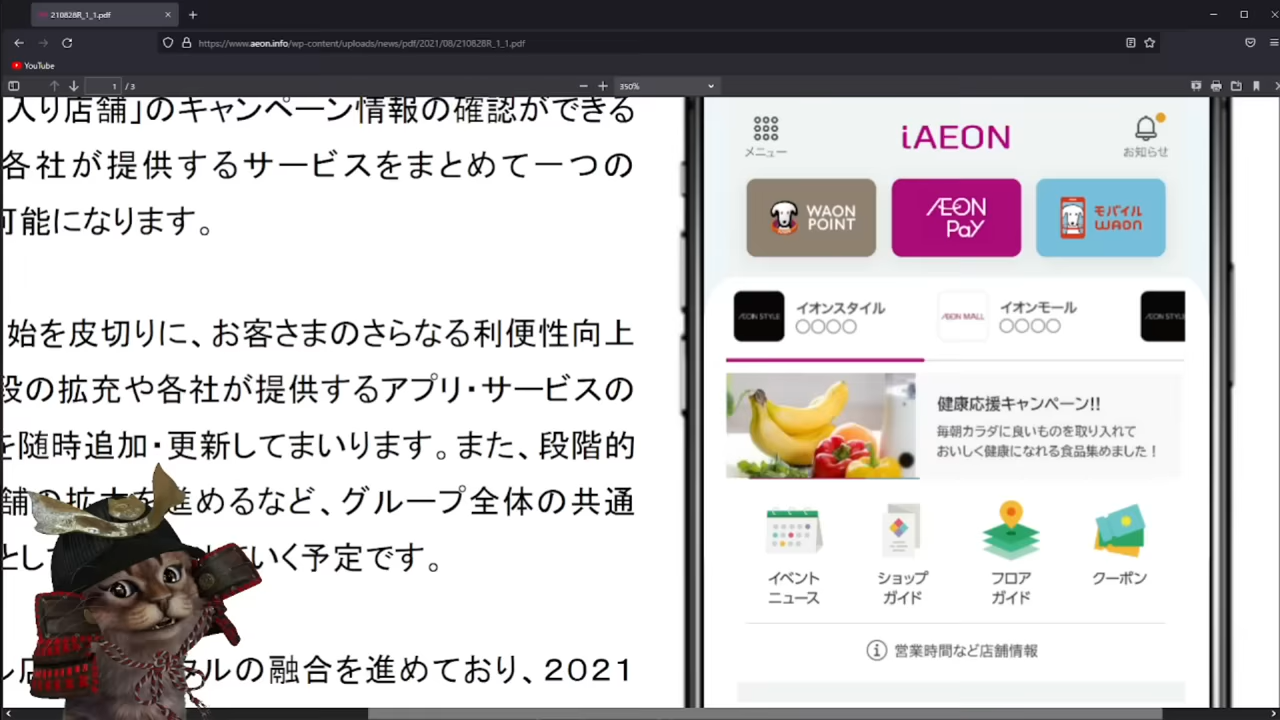 210828R_1_1.pdf
https://www.aeon.info/wp-content/uploads/news/pdf/2021/08/210828R_1_1.pdf
YouTube
1 / 3
350%
入り店舗」のキャンペーン情報の確認ができる
各社が提供するサービスをまとめて一つの
可能になります。
始を皮切りに、お客さまのさらなる利便性向上
段の拡充や各社が提供するアプリ・サービスの
を随時追加・更新してまいります。また、段階的
舗の拡大を進めるなど、グループ全体の共通
とし
いく予定です。
ルの融合を進めており、2021
メニュー
iAEON
お知らせ
WAON
POINT
AEON
Pay
モバイル
WAON
AEON STYLE
イオンスタイル
○○○○
AEON MALL
イオンモール
○○○○
AEON STYLE
健康応援キャンペーン!!
毎朝カラダに良いものを取り入れて
おいしく健康になれる食品集めました！
イベント
ニュース
ショップ
ガイド
フロア
ガイド
クーポン
営業時間など店舗情報